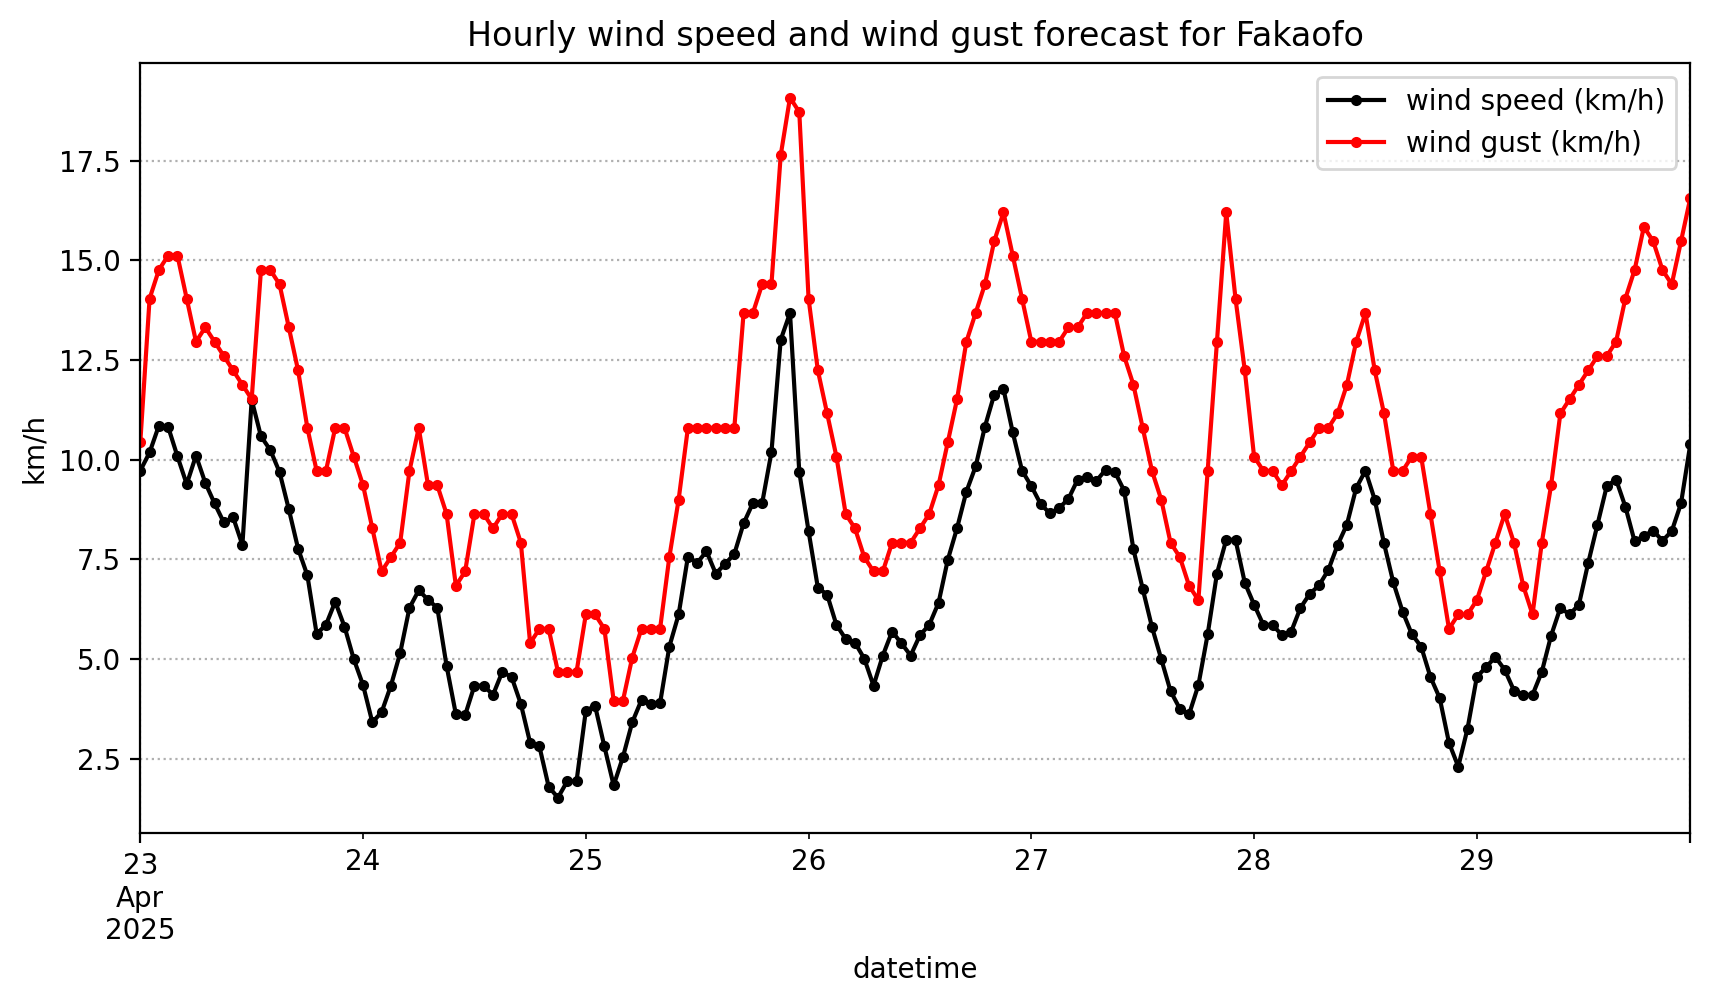 Hourly wind speed and wind gust forecast for Fakaofo
wind speed (km/h)
wind gust (km/h)
km/h
17.5
15.0
12.5
10.0
7.5
5.0
2.5
23 24 25 26 27 28 29
Apr
2025
datetime